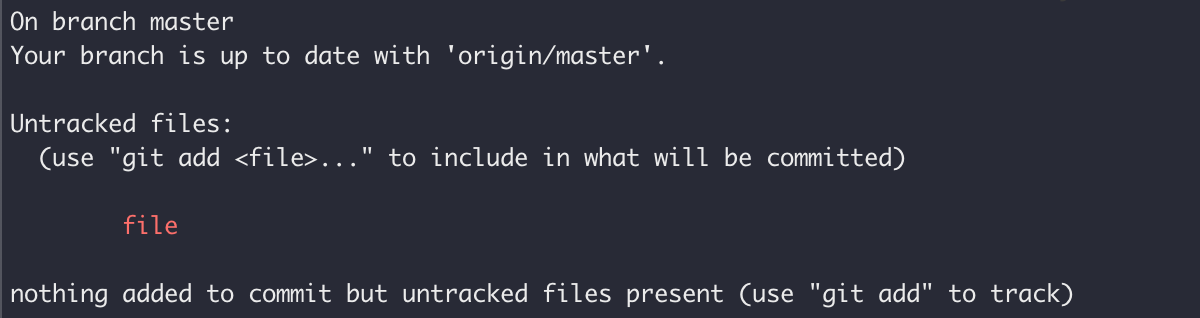 On branch master
Your branch is up to date with 'origin/master'.
Untracked files:
(use "git add <file>..." to include in what will be committed)
file
nothing added to commit but untracked files present (use "git add" to track)